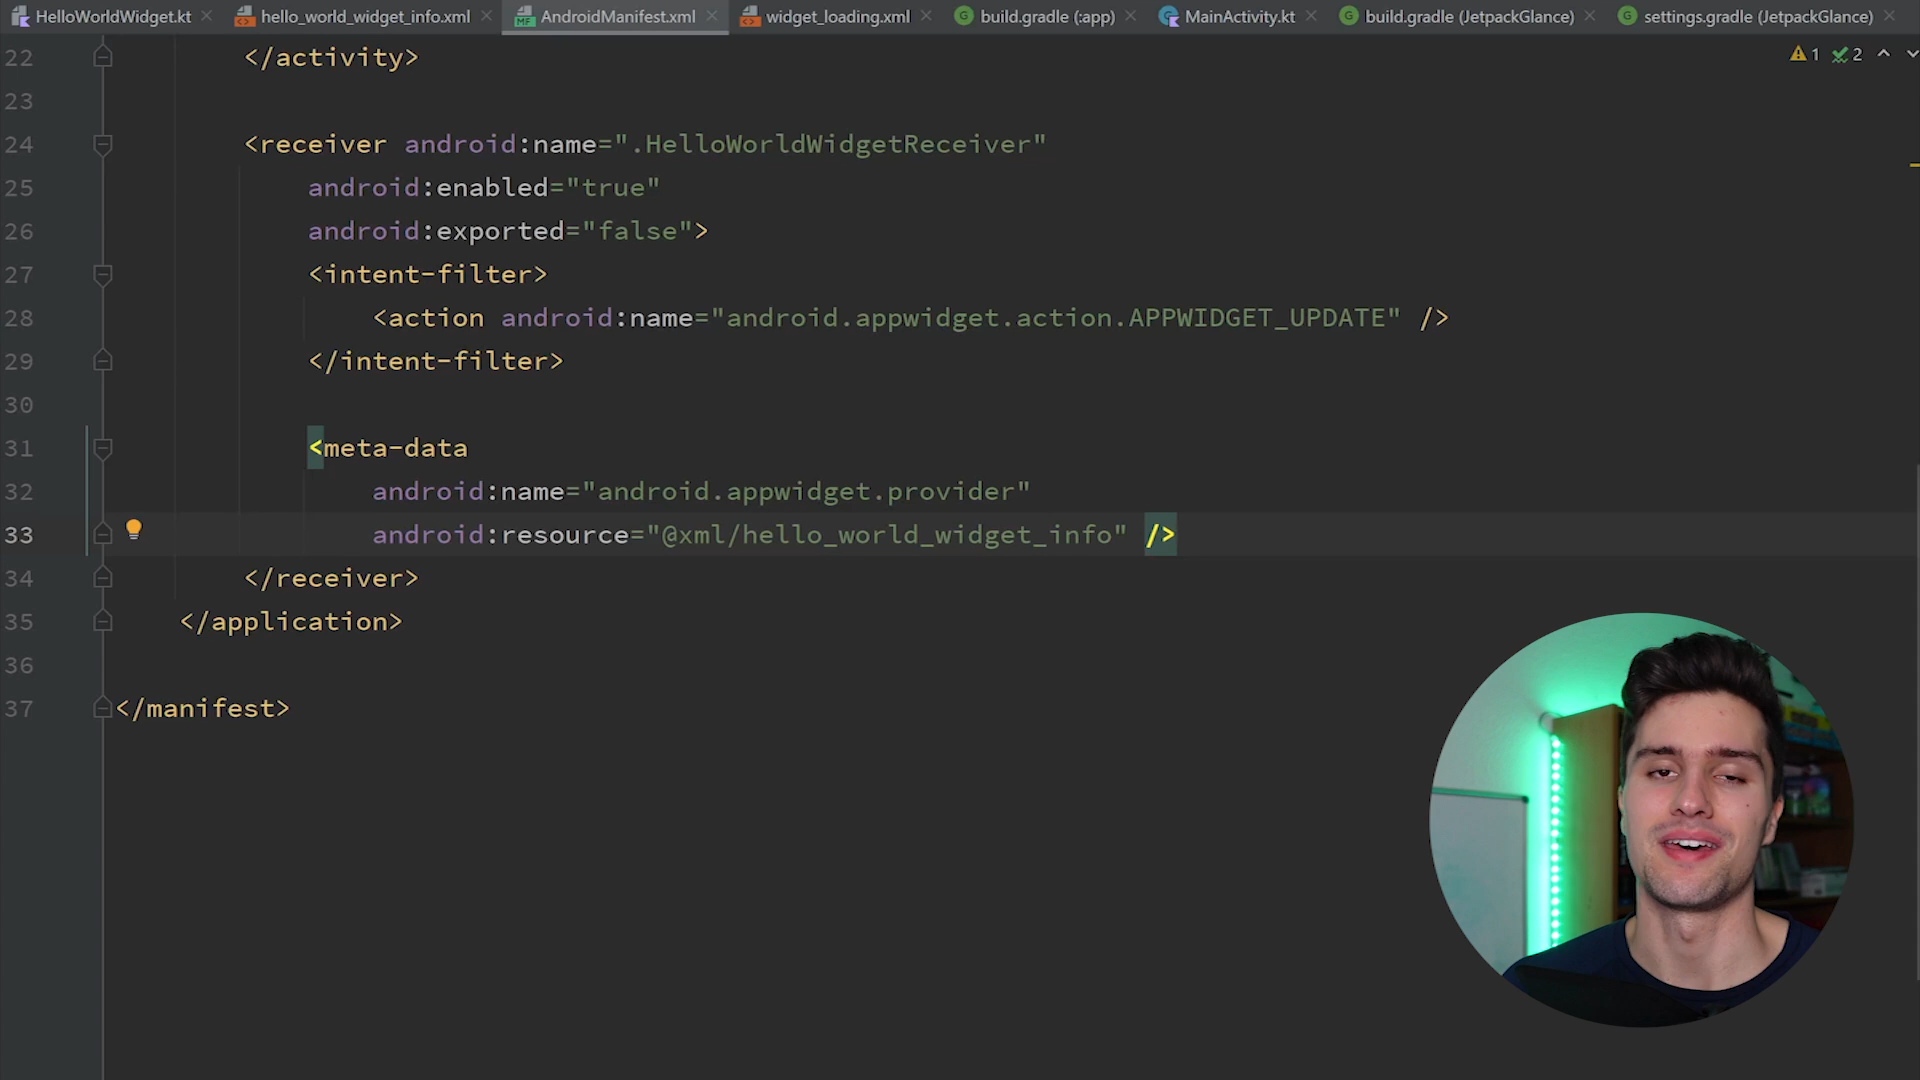 HelloWorldWidget.kt hello_world_widget_info.xml AndroidManifest.xml widget_loading.xml build.gradle (:app) MainActivity.kt build.gradle (JetpackGlance) settings.gradle (JetpackGlance)
1 2
22 </activity>
23
24 <receiver android:name=".HelloWorldWidgetReceiver"
25 android:enabled="true"
26 android:exported="false">
27 <intent-filter>
28 <action android:name="android.appwidget.action.APPWIDGET_UPDATE" />
29 </intent-filter>
30
31 <meta-data
32 android:name="android.appwidget.provider"
33 android:resource="@xml/hello_world_widget_info" />
34 </receiver>
35 </application>
36
37 </manifest>